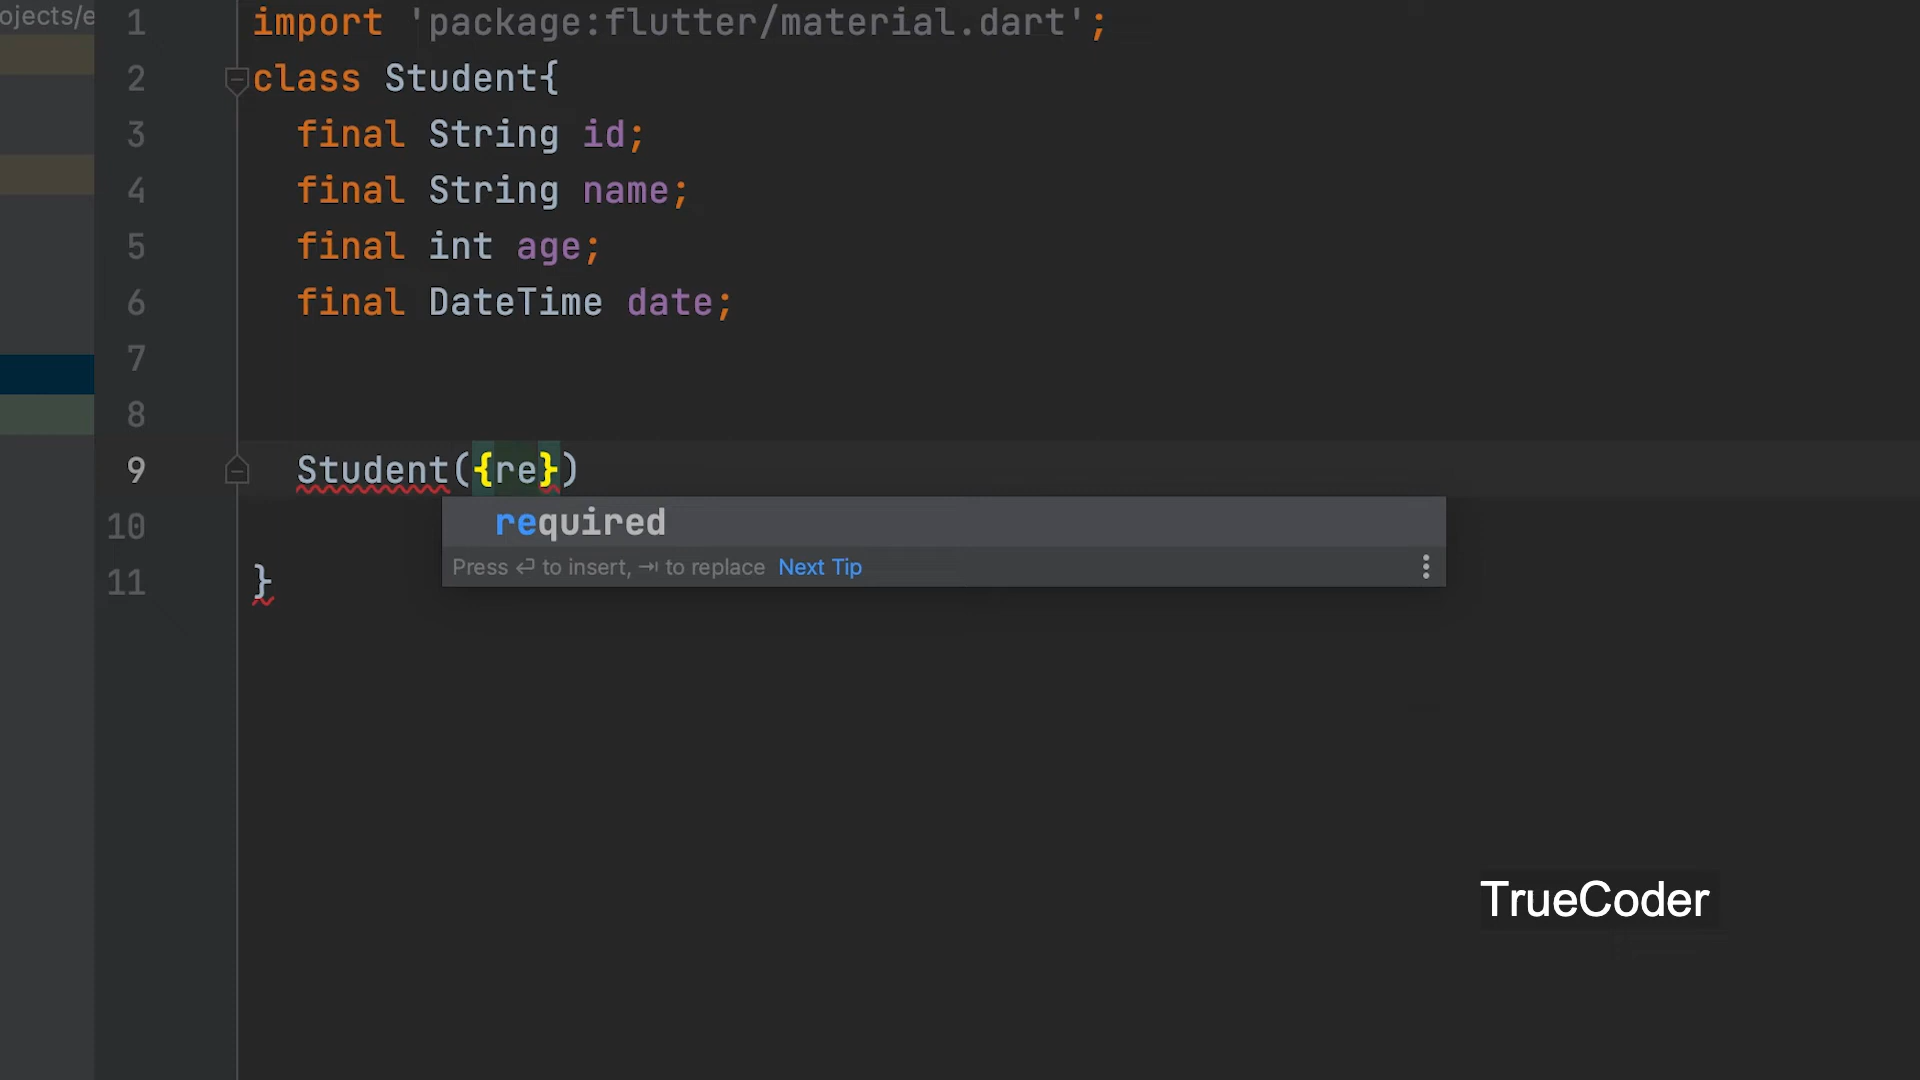 ojects/e
1 import 'package:flutter/material.dart';
2 class Student{
3 final String id;
4 final String name;
5 final int age;
6 final DateTime date;
7
8
9 Student({re})
required
10
Press ⏎ to insert, ⇥ to replace Next Tip
11 }
TrueCoder